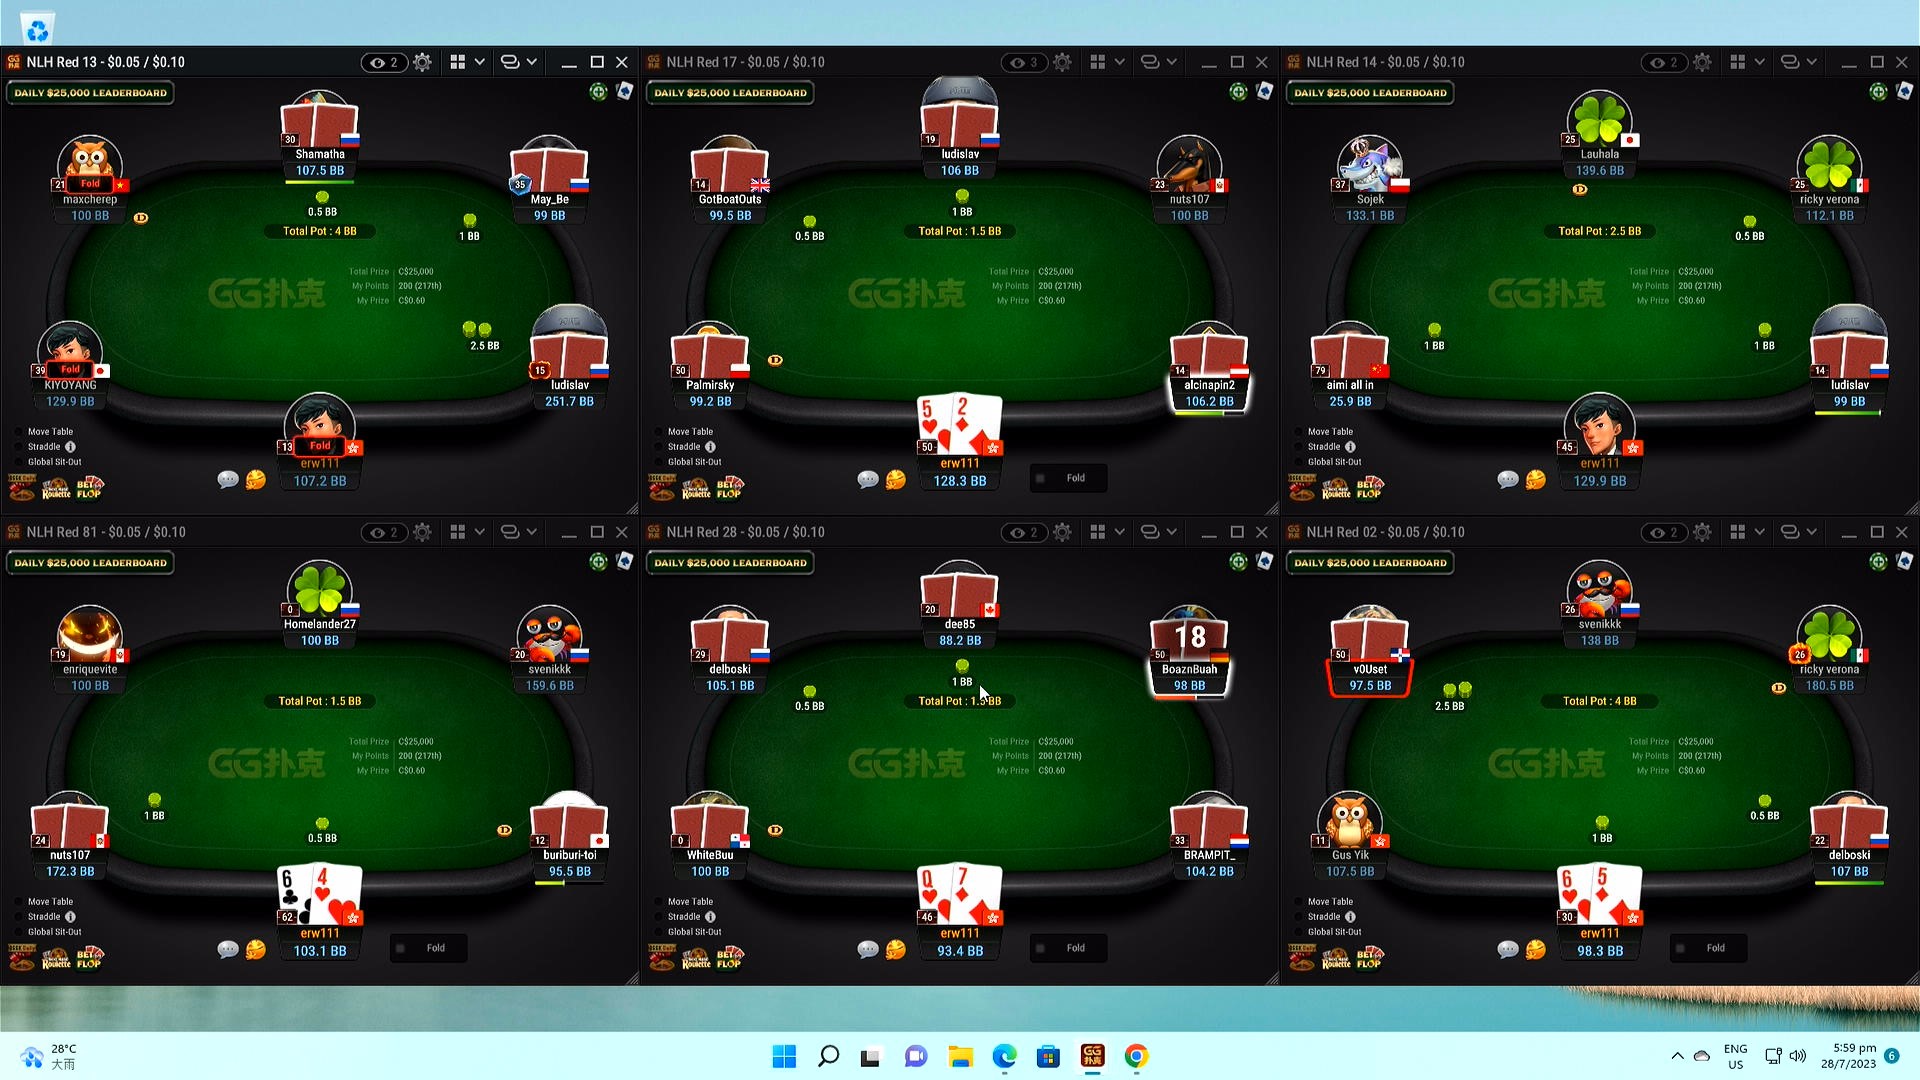 NLH Red 13 - $0.05 / $0.10
2
DAILY $25,000 LEADERBOARD
30
Shamatha
107.5 BB
21
Fold
maxcherep
100 BB
35
May_Be
99 BB
D
0.5 BB
1 BB
Total Pot : 4 BB
GG扑克
Total Prize C$25,000
My Points 200 (217th)
My Prize C$0.60
2.5 BB
39
Fold
KIYOYANG
129.9 BB
15
ludislav
251.7 BB
13
Fold
erw111
107.2 BB
Move Table
Straddle
Global Sit-Out
Roulette
BET FLOP
NLH Red 17 - $0.05 / $0.10
3
DAILY $25,000 LEADERBOARD
19
ludislav
106 BB
14
GotBoatOuts
99.5 BB
23
nuts107
100 BB
0.5 BB
1 BB
Total Pot : 1.5 BB
GG扑克
Total Prize C$25,000
My Points 200 (217th)
My Prize C$0.60
D
50
Palmirsky
99.2 BB
14
alcinapin2
106.2 BB
5 2
50
erw111
128.3 BB
Fold
Move Table
Straddle
Global Sit-Out
Roulette
BET FLOP
NLH Red 14 - $0.05 / $0.10
2
DAILY $25,000 LEADERBOARD
25
Lauhala
139.6 BB
37
Sojek
133.1 BB
25
ricky verona
112.1 BB
D
0.5 BB
Total Pot : 2.5 BB
GG扑克
Total Prize C$25,000
My Points 200 (217th)
My Prize C$0.60
1 BB
1 BB
79
aimi all in
25.9 BB
14
ludislav
99 BB
45
erw111
129.9 BB
Move Table
Straddle
Global Sit-Out
Roulette
BET FLOP
NLH Red 81 - $0.05 / $0.10
2
DAILY $25,000 LEADERBOARD
0
Homelander27
100 BB
19
enriquevite
100 BB
20
svenikkk
159.6 BB
Total Pot : 1.5 BB
GG扑克
Total Prize C$25,000
My Points 200 (217th)
My Prize C$0.60
1 BB
0.5 BB
D
24
nuts107
172.3 BB
12
buriburi-toi
95.5 BB
6 4
62
erw111
103.1 BB
Fold
Move Table
Straddle
Global Sit-Out
Roulette
BET FLOP
NLH Red 28 - $0.05 / $0.10
2
DAILY $25,000 LEADERBOARD
20
dee85
88.2 BB
29
delboski
105.1 BB
18
50
BoaznBuah
98 BB
0.5 BB
1 BB
Total Pot : 1.5 BB
GG扑克
Total Prize C$25,000
My Points 200 (217th)
My Prize C$0.60
D
0
WhiteBuu
100 BB
33
BRAMPIT_
104.2 BB
Q 7
46
erw111
93.4 BB
Fold
Move Table
Straddle
Global Sit-Out
Roulette
BET FLOP
NLH Red 02 - $0.05 / $0.10
2
DAILY $25,000 LEADERBOARD
26
svenikkk
138 BB
50
v0Uset
97.5 BB
26
ricky verona
180.5 BB
D
2.5 BB
Total Pot : 4 BB
GG扑克
Total Prize C$25,000
My Points 200 (217th)
My Prize C$0.60
1 BB
0.5 BB
11
Gus Yik
107.5 BB
22
delboski
107 BB
6 5
30
erw111
98.3 BB
Fold
Move Table
Straddle
Global Sit-Out
Roulette
BET FLOP
28°C
大雨
GG扑克
ENG
US
5:59 pm
28/7/2023
6